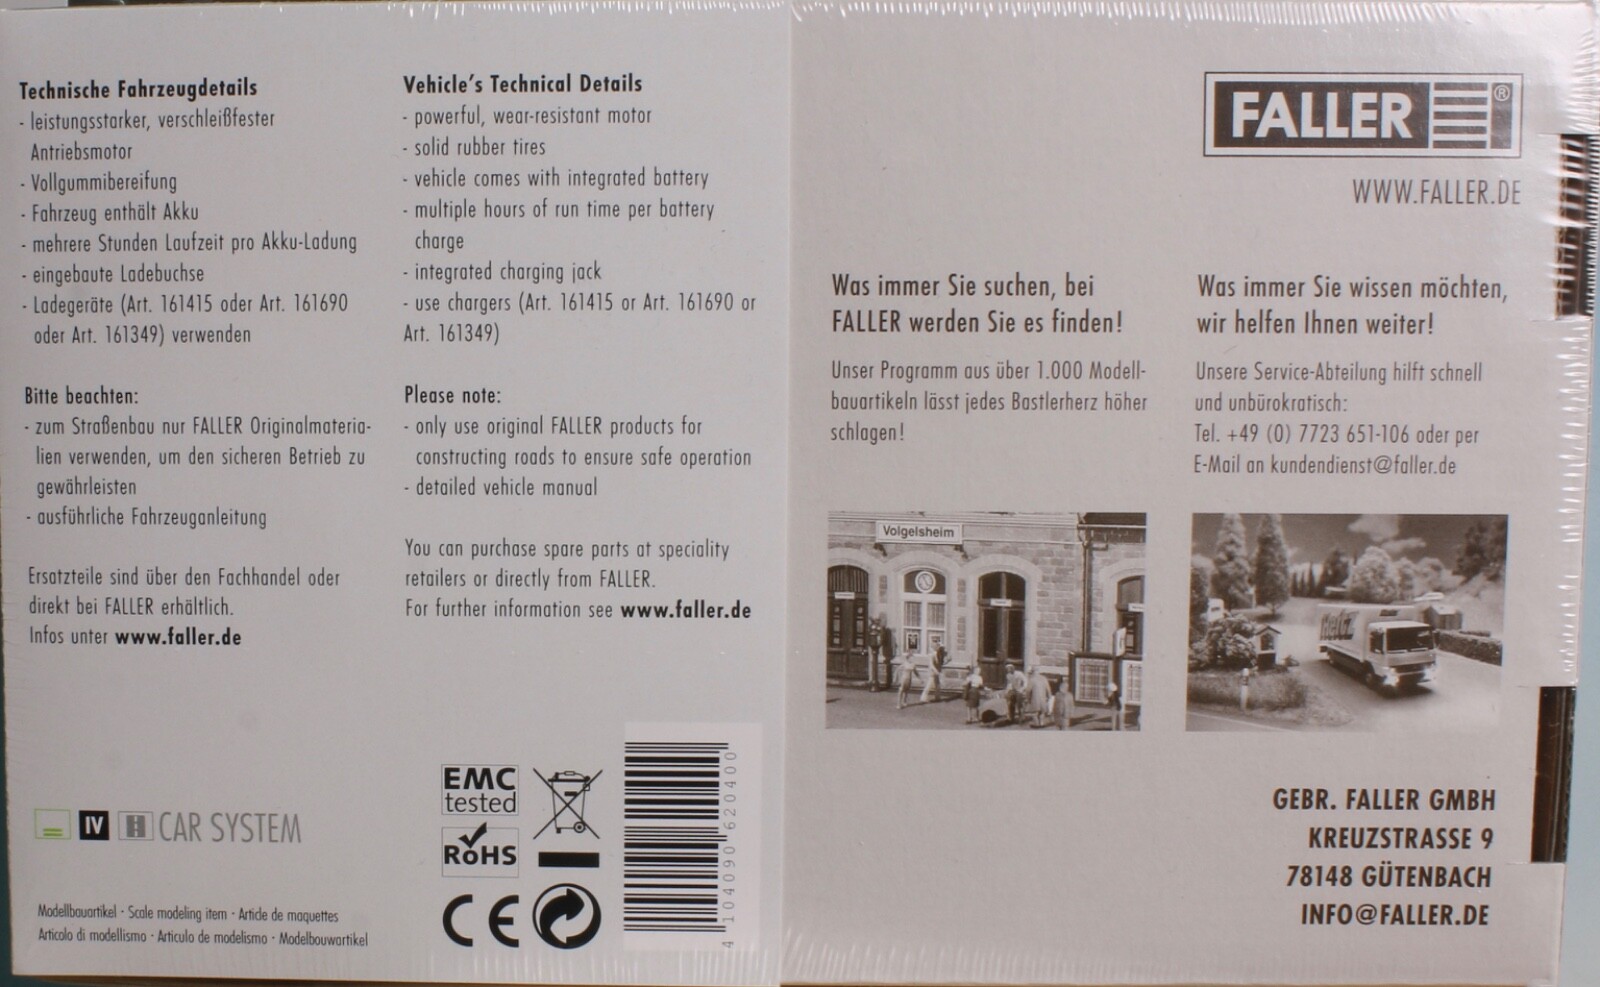 Technische Fahrzeugdetails
- leistungsstarker, verschleißfester
Antriebsmotor
- Vollgummibereifung
- Fahrzeug enthält Akku
- mehrere Stunden Laufzeit pro Akku-Ladung
- eingebaute Ladebuchse
- Ladegeräte (Art. 161415 oder Art. 161690
oder Art. 161349) verwenden
Bitte beachten:
- zum Straßenbau nur FALLER Originalmateria-
lien verwenden, um den sicheren Betrieb zu
gewährleisten
- ausführliche Fahrzeuganleitung
Ersatzteile sind über den Fachhandel oder
direkt bei FALLER erhältlich.
Infos unter www.faller.de
Vehicle's Technical Details
- powerful, wear-resistant motor
- solid rubber tires
- vehicle comes with integrated battery
- multiple hours of run time per battery
charge
- integrated charging jack
- use chargers (Art. 161415 or Art. 161690 or
Art. 161349)
Please note:
- only use original FALLER products for
constructing roads to ensure safe operation
- detailed vehicle manual
You can purchase spare parts at speciality
retailers or directly from FALLER.
For further information see www.faller.de
IV CAR SYSTEM
Modellbauartikel · Scale modeling item · Article de maquettes
Articolo di modellismo · Articulo de modelismo · Modelbouwartikel
EMC
tested
RoHS
CE
4 104090 620400
FALLER ®
WWW.FALLER.DE
Was immer Sie suchen, bei
FALLER werden Sie es finden!
Unser Programm aus über 1.000 Modell-
bauartikeln lässt jedes Bastlerherz höher
schlagen!
Volgelsheim
Was immer Sie wissen möchten,
wir helfen Ihnen weiter!
Unsere Service-Abteilung hilft schnell
und unbürokratisch:
Tel. +49 (0) 7723 651-106 oder per
E-Mail an kundendienst@faller.de
GEBR. FALLER GMBH
KREUZSTRASSE 9
78148 GÜTENBACH
INFO@FALLER.DE